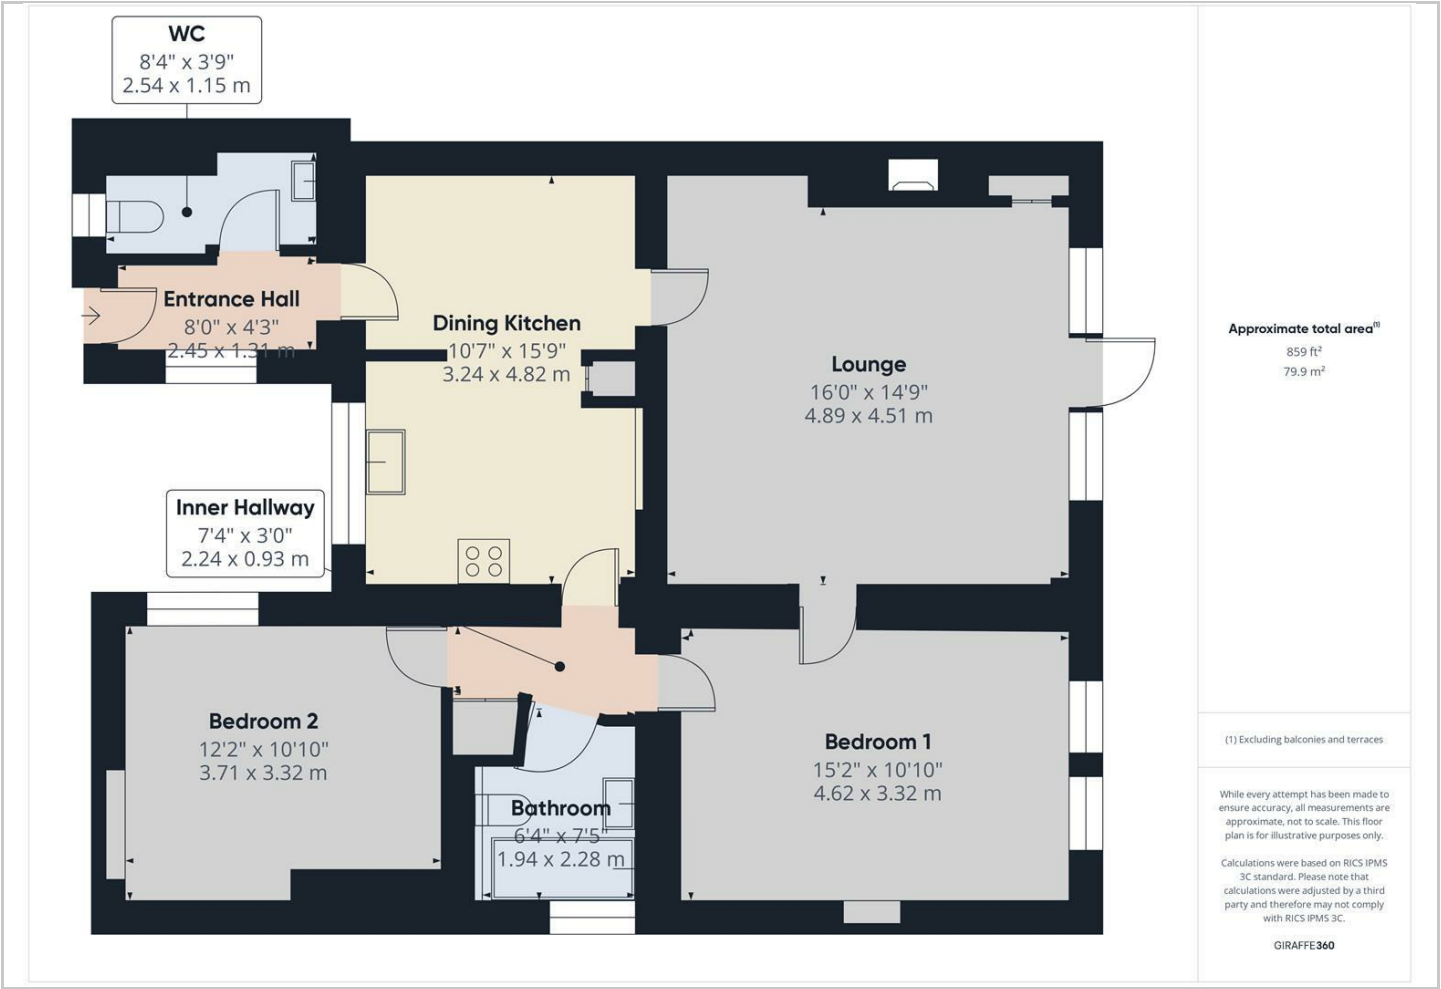 WC
8'4" x 3'9"
2.54 x 1.15 m
Entrance Hall
8'0" x 4'3"
2.45 x 1.31 m
Dining Kitchen
10'7" x 15'9"
3.24 x 4.82 m
Lounge
16'0" x 14'9"
4.89 x 4.51 m
Inner Hallway
7'4" x 3'0"
2.24 x 0.93 m
Bedroom 2
12'2" x 10'10"
3.71 x 3.32 m
Bathroom
6'4" x 7'5"
1.94 x 2.28 m
Bedroom 1
15'2" x 10'10"
4.62 x 3.32 m
Approximate total area(1)
859 ft²
79.9 m²
(1) Excluding balconies and terraces
While every attempt has been made to
ensure accuracy, all measurements are
approximate, not to scale. This floor
plan is for illustrative purposes only.
Calculations were based on RICS IPMS
3C standard. Please note that
calculations were adjusted by a third
party and therefore may not comply
with RICS IPMS 3C.
GIRAFFE360